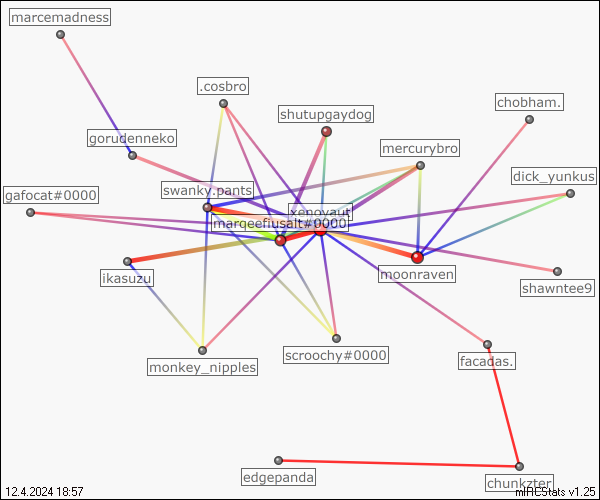 marcemadness
.cosbro
chobham.
shutupgaydog
gorudenneko
mercurybro
dick_yunkus
swanky.pants
gafocat#0000
xenoyaut
marqeefiusalt#0000
ikasuzu
moonraven
shawntee9
scroochy#0000
monkey_nipples
facadas.
edgepanda
chunkzter
12.4.2024 18:57
mIRCStats v1.25